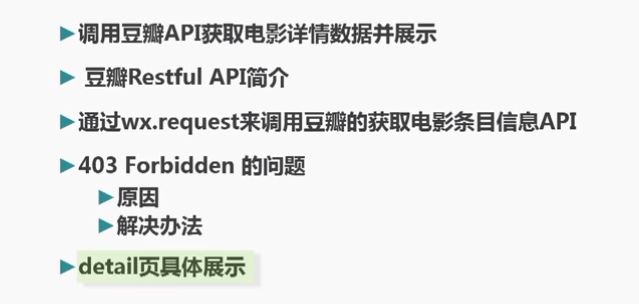 调用豆瓣API获取电影详情数据并展示
豆瓣Restful API简介
通过wx.request来调用豆瓣的获取电影条目信息API
403 Forbidden 的问题
原因
解决办法
detail页具体展示